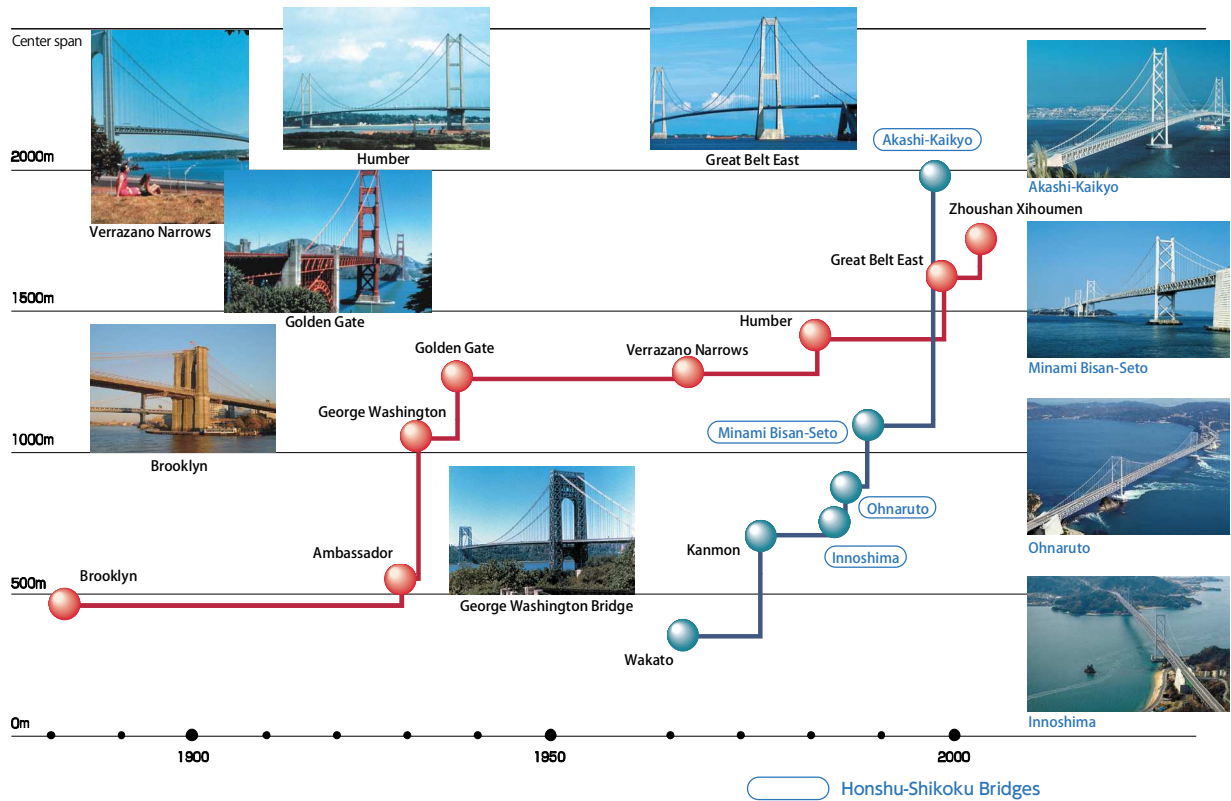 Center span
2000m
1500m
1000m
500m
0m
Verrazano Narrows
Humber
Great Belt East
Golden Gate
Brooklyn
George Washington Bridge
Akashi-Kaikyo
Akashi-Kaikyo
Zhoushan Xihoumen
Great Belt East
Humber
Verrazano Narrows
Golden Gate
George Washington
Minami Bisan-Seto
Minami Bisan-Seto
Ohnaruto
Ohnaruto
Kanmon
Innoshima
Innoshima
Ambassador
Brooklyn
Wakato
1900
1950
2000
Honshu-Shikoku Bridges